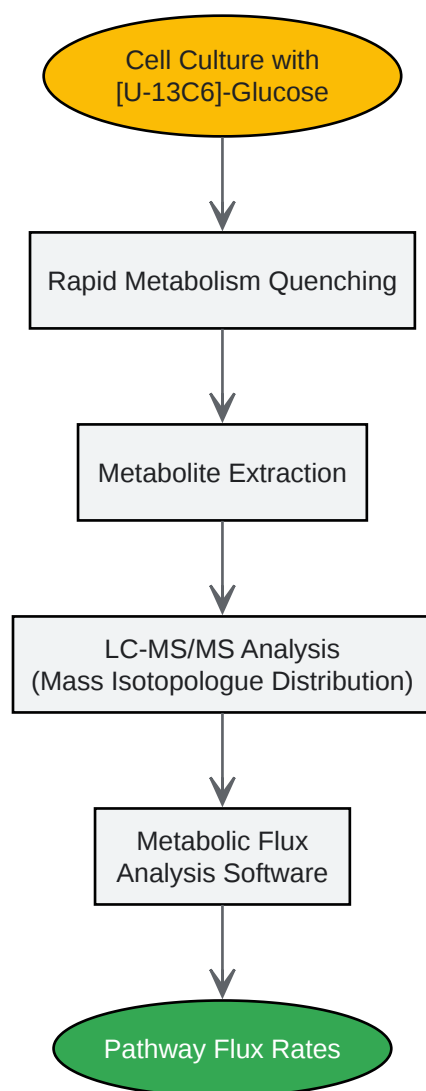 Cell Culture with
[U-13C6]-Glucose
Rapid Metabolism Quenching
Metabolite Extraction
LC-MS/MS Analysis
(Mass Isotopologue Distribution)
Metabolic Flux
Analysis Software
Pathway Flux Rates